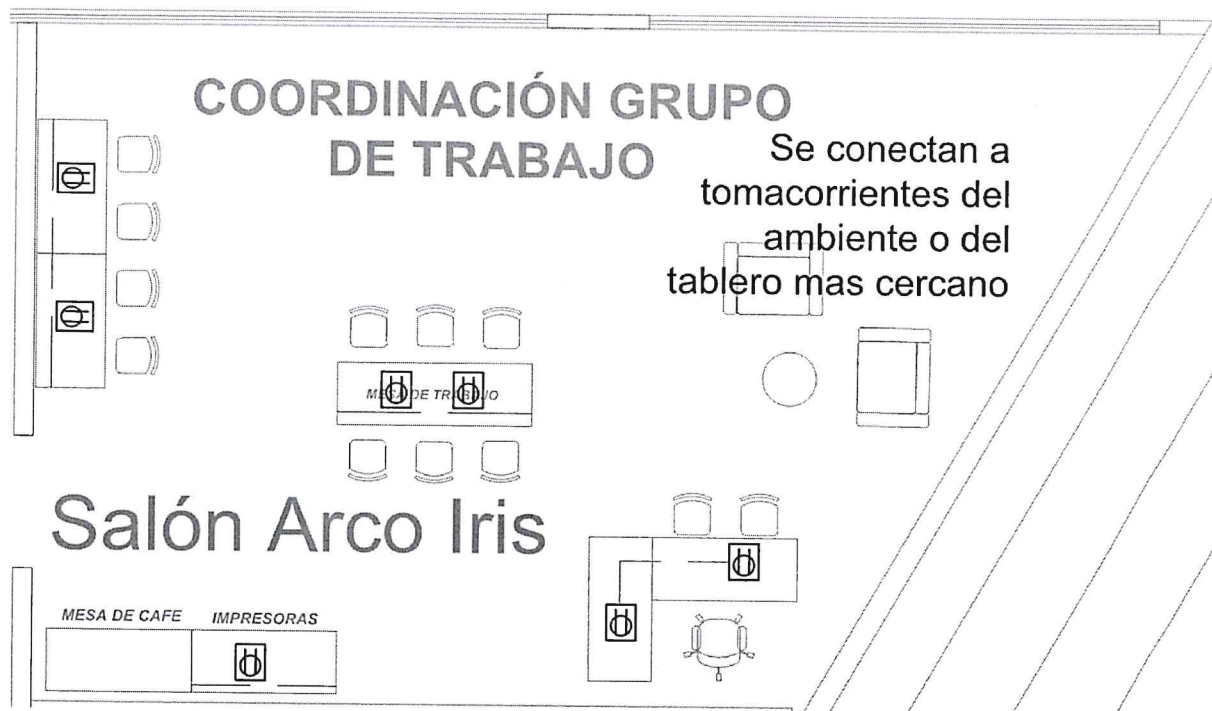 COORDINACIÓN GRUPO
DE TRABAJO
Se conectan a
tomacorrientes del
ambiente o del
tablero mas cercano
MESA DE TRABAJO
Salón Arco Iris
MESA DE CAFE
IMPRESORAS